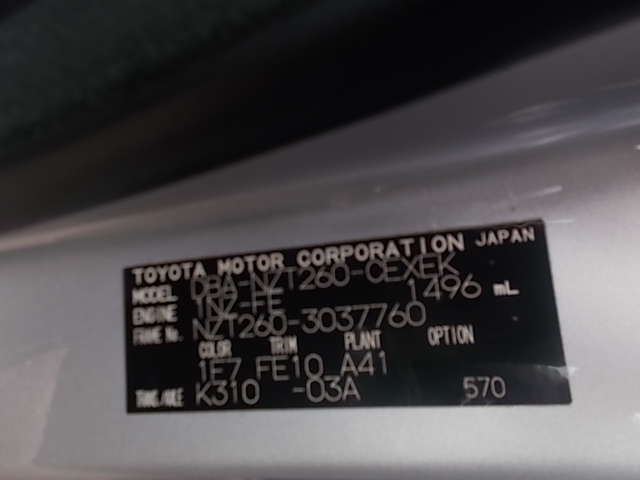 TOYOTA MOTOR CORPORATION JAPAN
MODEL DBA-NZT260-CEXEK
ENGINE 1NZ-FE 1496 mL
FRAME No. NZT260-3037760
COLOR TRIM PLANT OPTION
1E7 FE10 A41
TRANS/AXLE K310 -03A 570